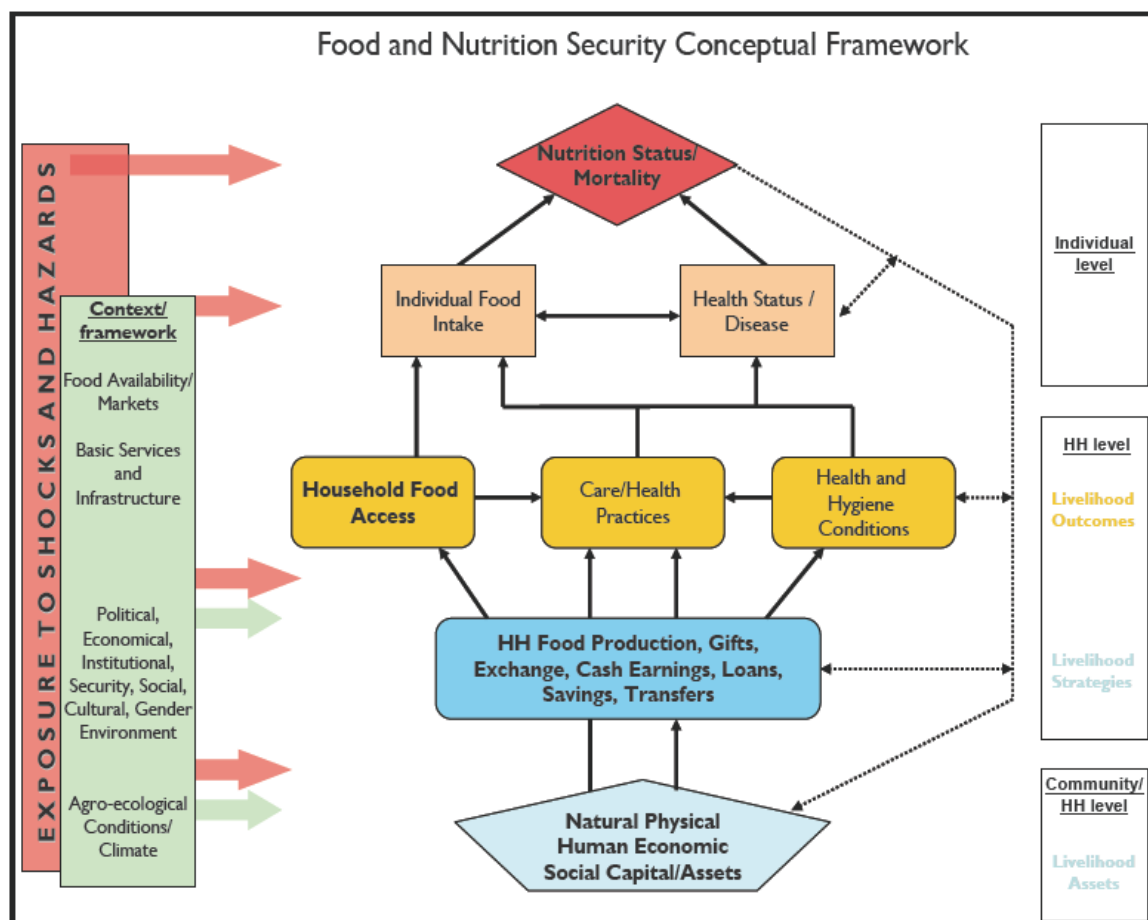 Food and Nutrition Security Conceptual Framework
EXPOSURE TO SHOCKS AND HAZARDS
Context/
framework
Food Availability/
Markets
Basic Services
and
Infrastructure
Political,
Economical,
Institutional,
Security, Social,
Cultural, Gender
Environment
Agro-ecological
Conditions/
Climate
Nutrition Status/
Mortality
Individual Food
Intake
Health Status /
Disease
Household Food
Access
Care/Health
Practices
Health and
Hygiene
Conditions
HH Food Production, Gifts,
Exchange, Cash Earnings, Loans,
Savings, Transfers
Natural Physical
Human Economic
Social Capital/Assets
Individual
level
HH level
Livelihood
Outcomes
Livelihood
Strategies
Community/
HH level
Livelihood
Assets